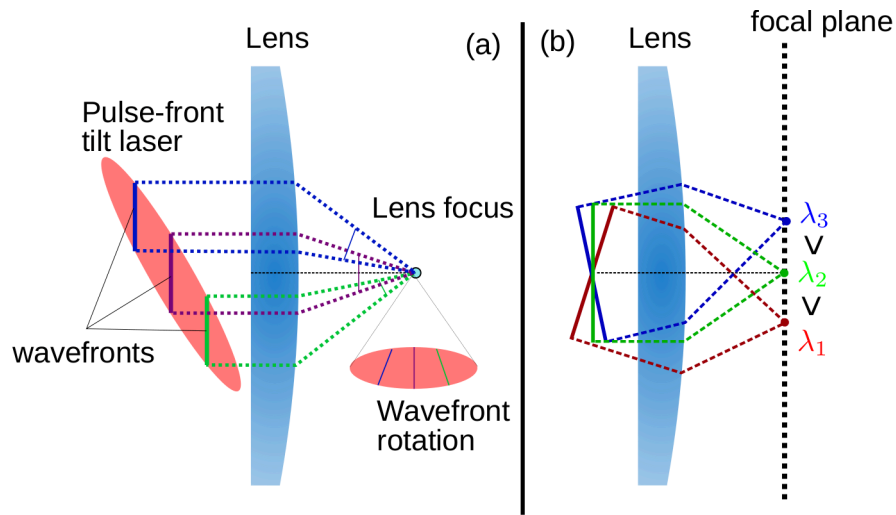 Lens
(a)
Pulse-front
tilt laser
Lens focus
wavefronts
Wavefront
rotation
(b)
Lens
focal plane
λ₃
∨
λ₂
∨
λ₁